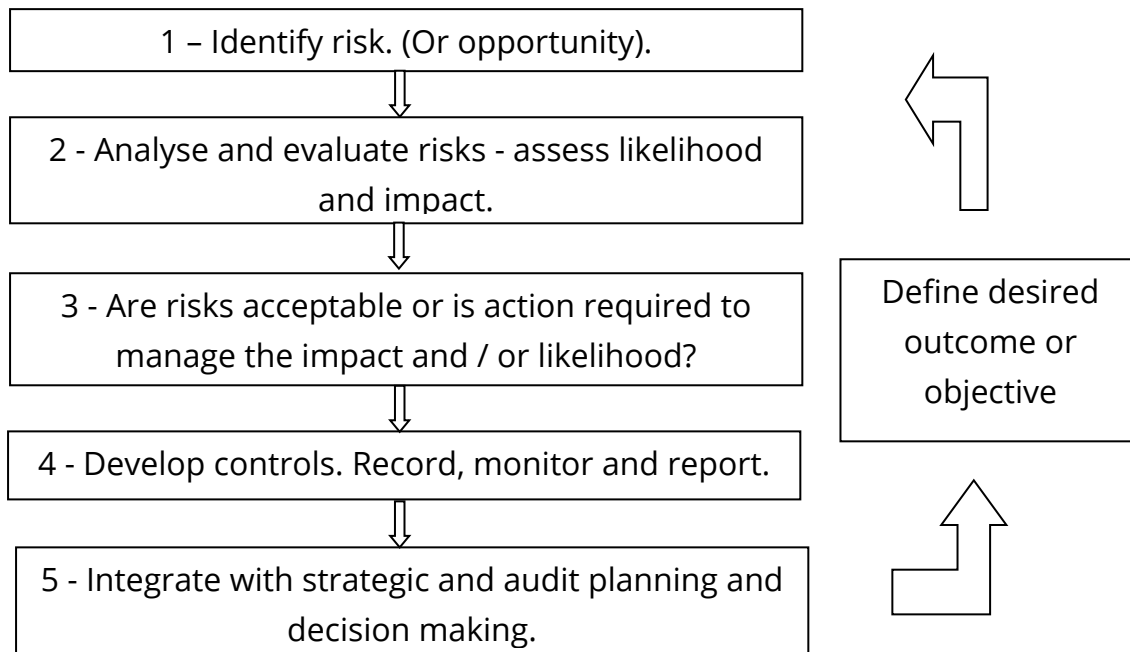 1 – Identify risk. (Or opportunity).
2 - Analyse and evaluate risks - assess likelihood
and impact.
3 - Are risks acceptable or is action required to
manage the impact and / or likelihood?
4 - Develop controls. Record, monitor and report.
5 - Integrate with strategic and audit planning and
decision making.
Define desired
outcome or
objective